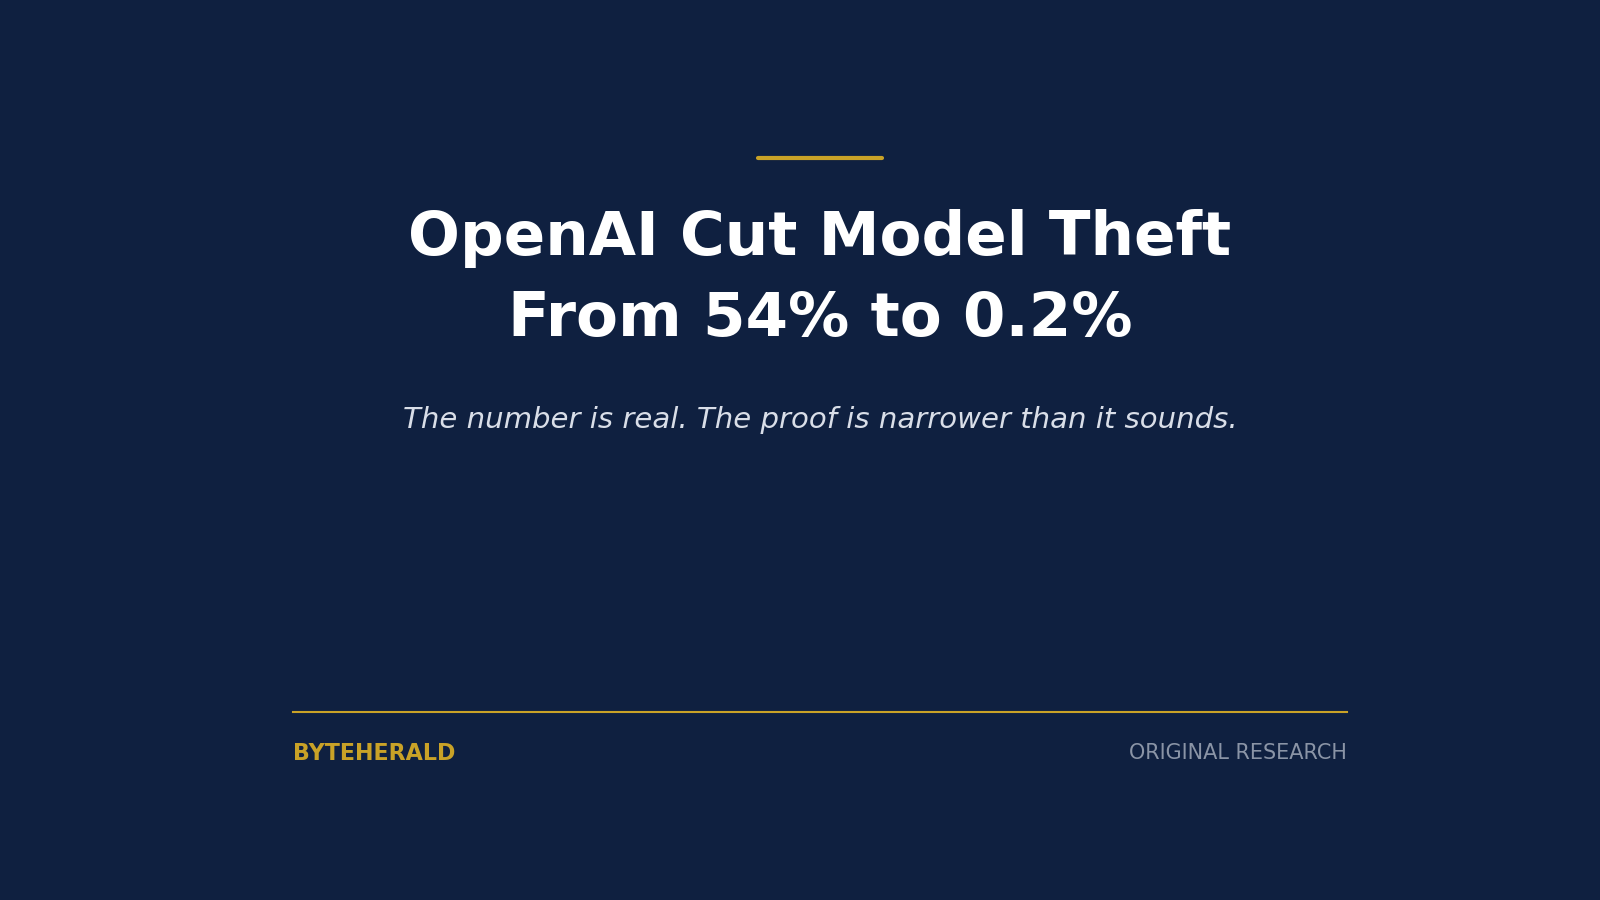 OpenAI Cut Model Theft
From 54% to 0.2%
The number is real. The proof is narrower than it sounds.
BYTEHERALD
ORIGINAL RESEARCH